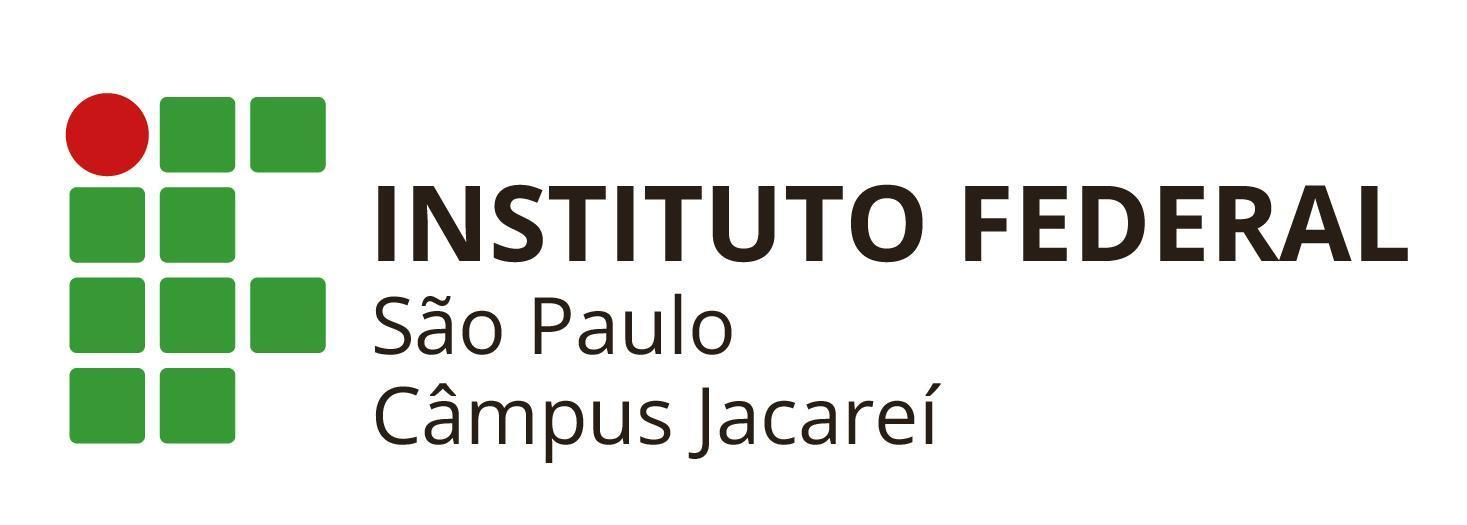 INSTITUTO FEDERAL
São Paulo
Câmpus Jacareí